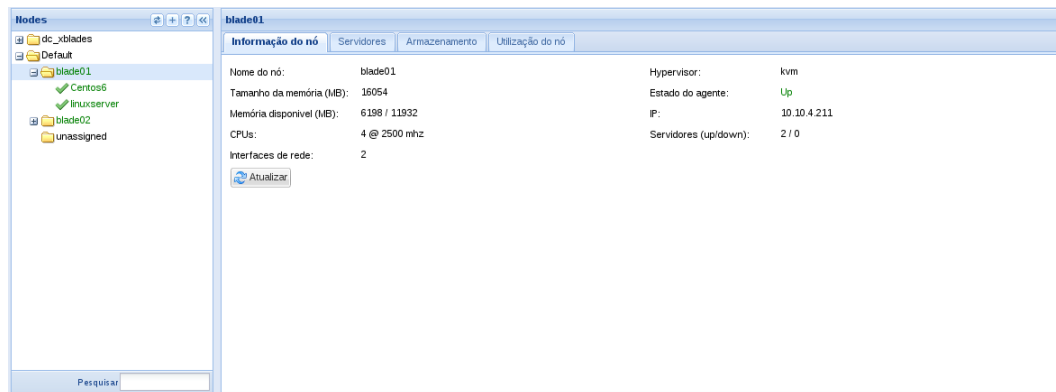 Nodes
dc_xblades
Default
blade01
Centos6
linuxserver
blade02
unassigned
Pesquisar
blade01
Informação do nó Servidores Armazenamento Utilização do nó
Nome do nó: blade01 Hypervisor: kvm
Tamanho da memória (MB): 16054 Estado do agente: Up
Memória disponivel (MB): 6198 / 11932 IP: 10.10.4.211
CPUs: 4 @ 2500 mhz Servidores (up/down): 2 / 0
Interfaces de rede: 2
Atualizar